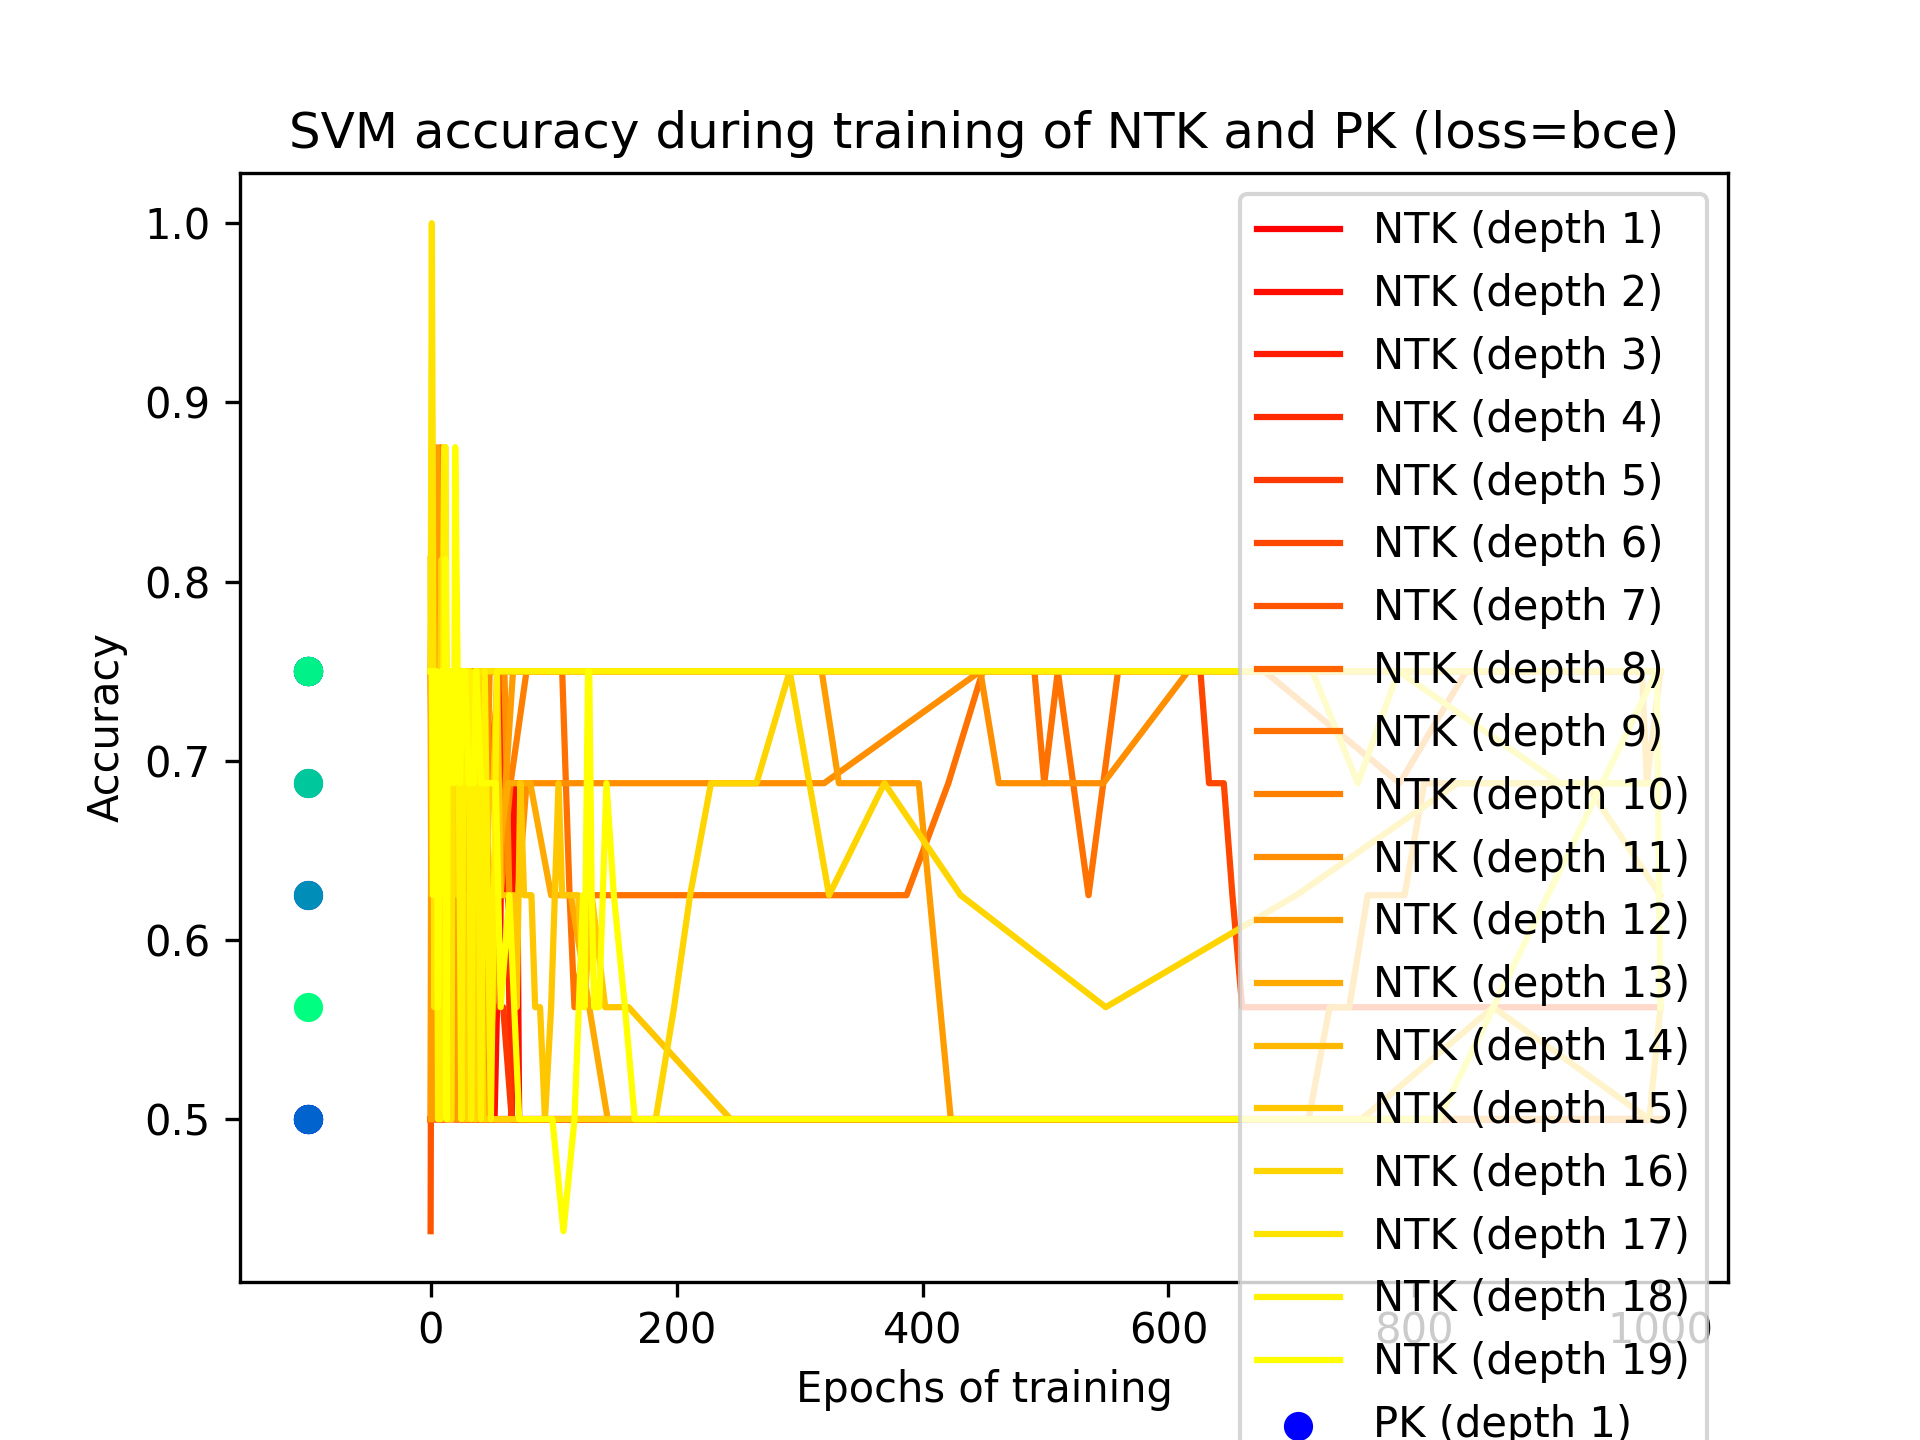 SVM accuracy during training of NTK and PK (loss=bce)
1.0
0.9
0.8
0.7
0.6
0.5
Accuracy
0
200
400
600
800
1000
Epochs of training
NTK (depth 1)
NTK (depth 2)
NTK (depth 3)
NTK (depth 4)
NTK (depth 5)
NTK (depth 6)
NTK (depth 7)
NTK (depth 8)
NTK (depth 9)
NTK (depth 10)
NTK (depth 11)
NTK (depth 12)
NTK (depth 13)
NTK (depth 14)
NTK (depth 15)
NTK (depth 16)
NTK (depth 17)
NTK (depth 18)
NTK (depth 19)
PK (depth 1)